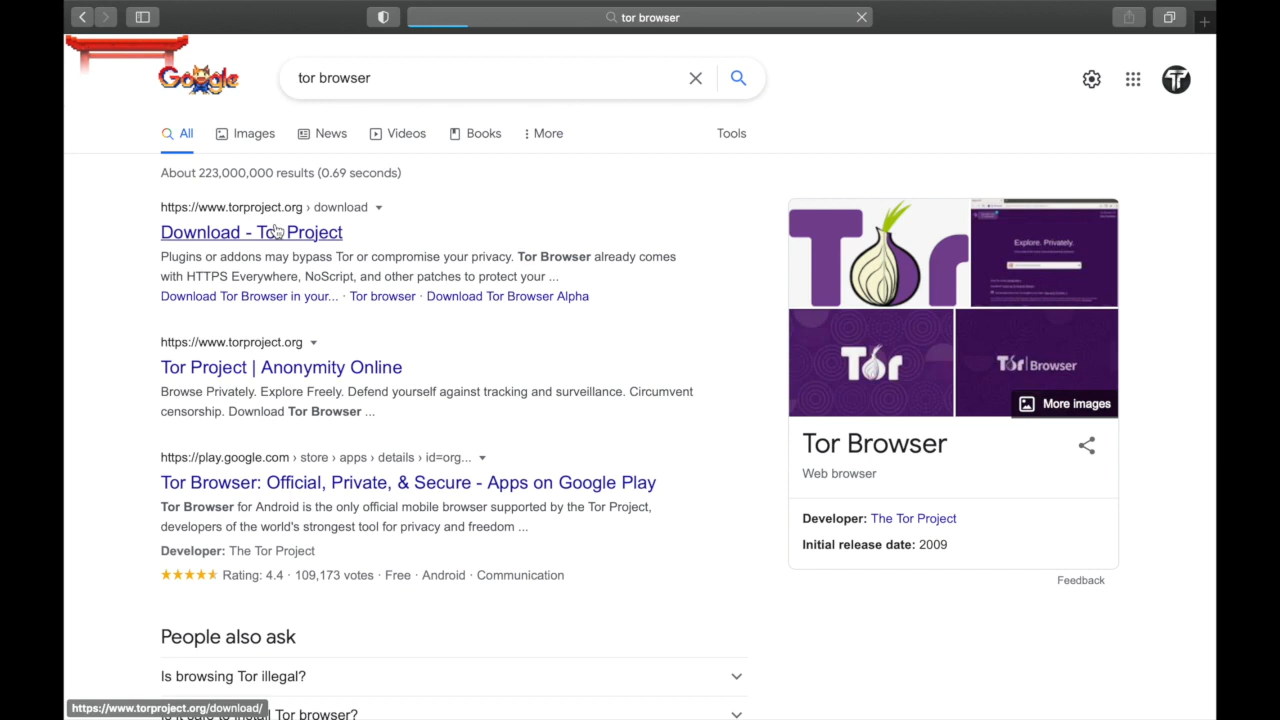 tor browser
Google
tor browser
All
Images
News
Videos
Books
More
Tools
About 223,000,000 results (0.69 seconds)
https://www.torproject.org › download
Download - Tor Project
Plugins or addons may bypass Tor or compromise your privacy. Tor Browser already comes
with HTTPS Everywhere, NoScript, and other patches to protect your ...
Download Tor Browser in your... · Tor browser · Download Tor Browser Alpha
https://www.torproject.org
Tor Project | Anonymity Online
Browse Privately. Explore Freely. Defend yourself against tracking and surveillance. Circumvent
censorship. Download Tor Browser ...
https://play.google.com › store › apps › details › id=org...
Tor Browser: Official, Private, & Secure - Apps on Google Play
Tor Browser for Android is the only official mobile browser supported by the Tor Project,
developers of the world's strongest tool for privacy and freedom ...
Developer: The Tor Project
Rating: 4.4 · 109,173 votes · Free · Android · Communication
People also ask
Is browsing Tor illegal?
Is it safe to install Tor browser?
https://www.torproject.org/download/
Tor
Explore. Privately.
Tor
Tor Browser
More images
Tor Browser
Web browser
Developer: The Tor Project
Initial release date: 2009
Feedback